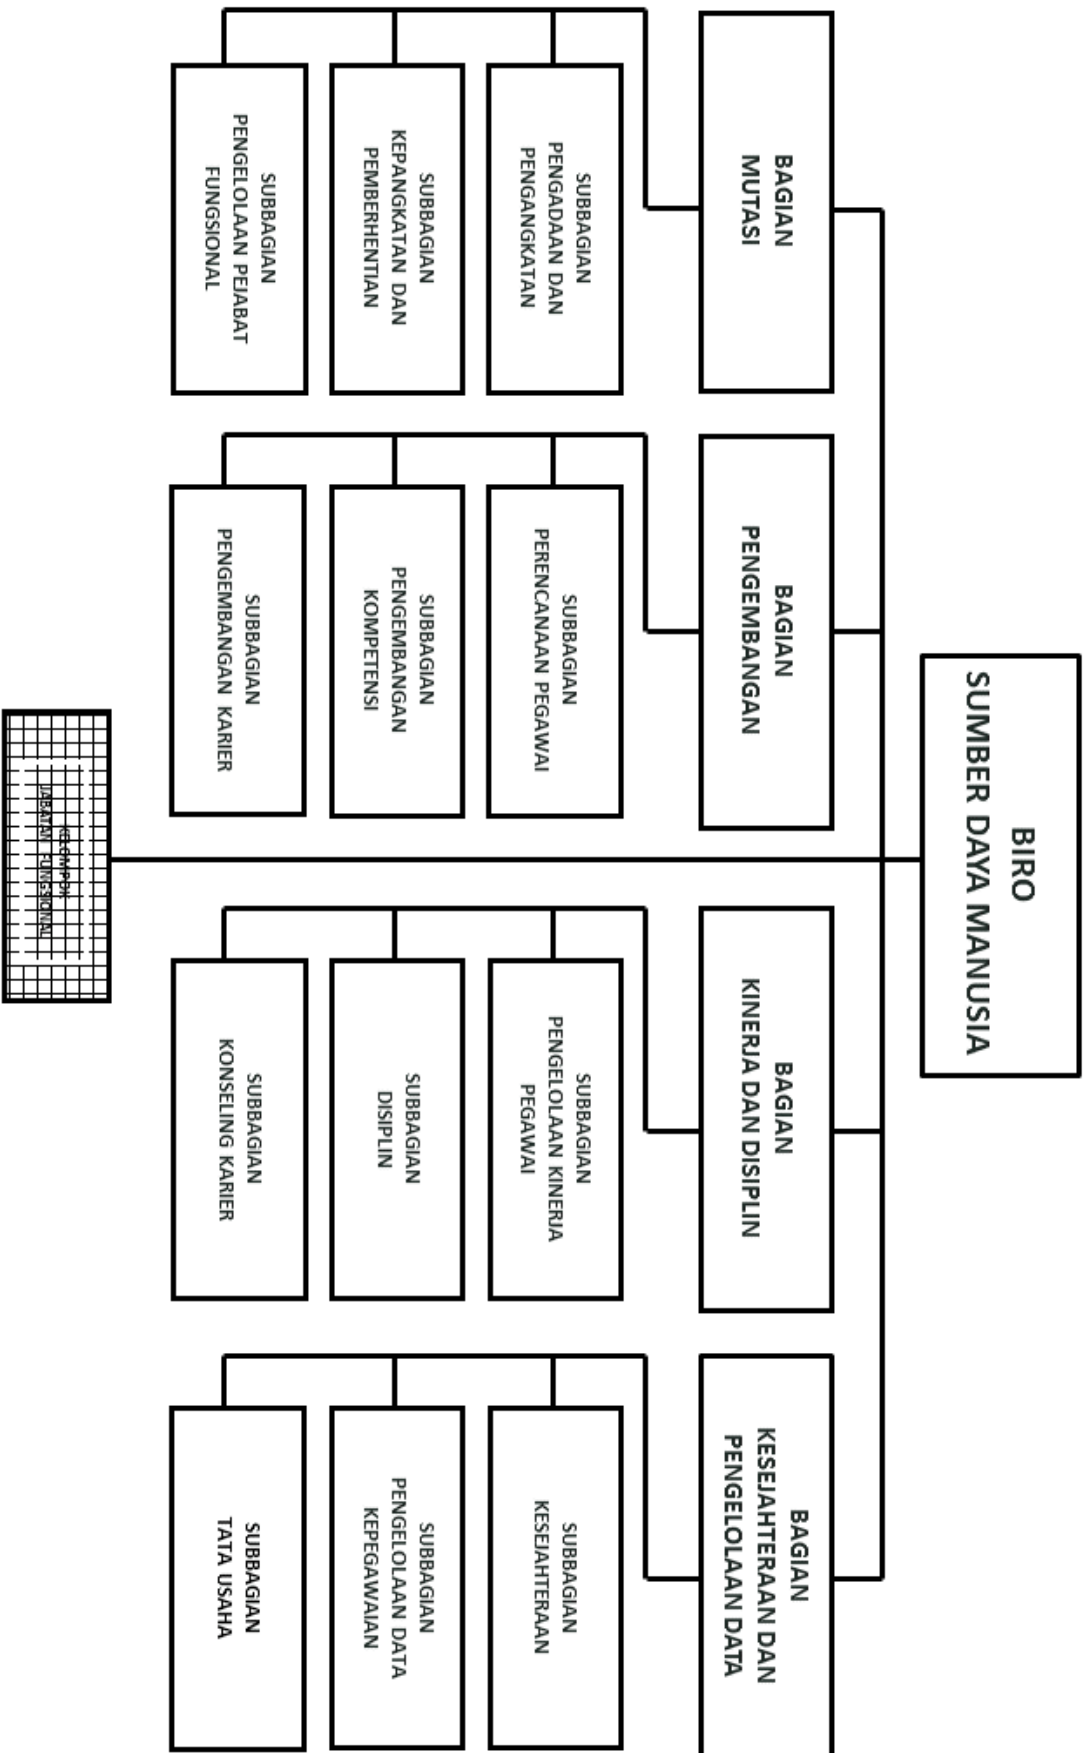 BIRO
SUMBER DAYA MANUSIA
BAGIAN
MUTASI
BAGIAN
PENGEMBANGAN
BAGIAN
KINERJA DAN DISIPLIN
BAGIAN
KESEJAHTERAAN DAN
PENGELOLAAN DATA
SUBBAGIAN
PENGADAAN DAN
PENGANGKATAN
SUBBAGIAN
PERENCANAAN PEGAWAI
SUBBAGIAN
PENGELOLAAN KINERJA
PEGAWAI
SUBBAGIAN
KESEJAHTERAAN
SUBBAGIAN
KEPANGKATAN DAN
PEMBERHENTIAN
SUBBAGIAN
PENGEMBANGAN
KOMPETENSI
SUBBAGIAN
DISIPLIN
SUBBAGIAN
PENGELOLAAN DATA
KEPEGAWAIAN
SUBBAGIAN
PENGELOLAAN PEJABAT
FUNGSIONAL
SUBBAGIAN
PENGEMBANGAN KARIER
SUBBAGIAN
KONSELING KARIER
SUBBAGIAN
TATA USAHA
KELOMPOK
JABATAN FUNGSIONAL